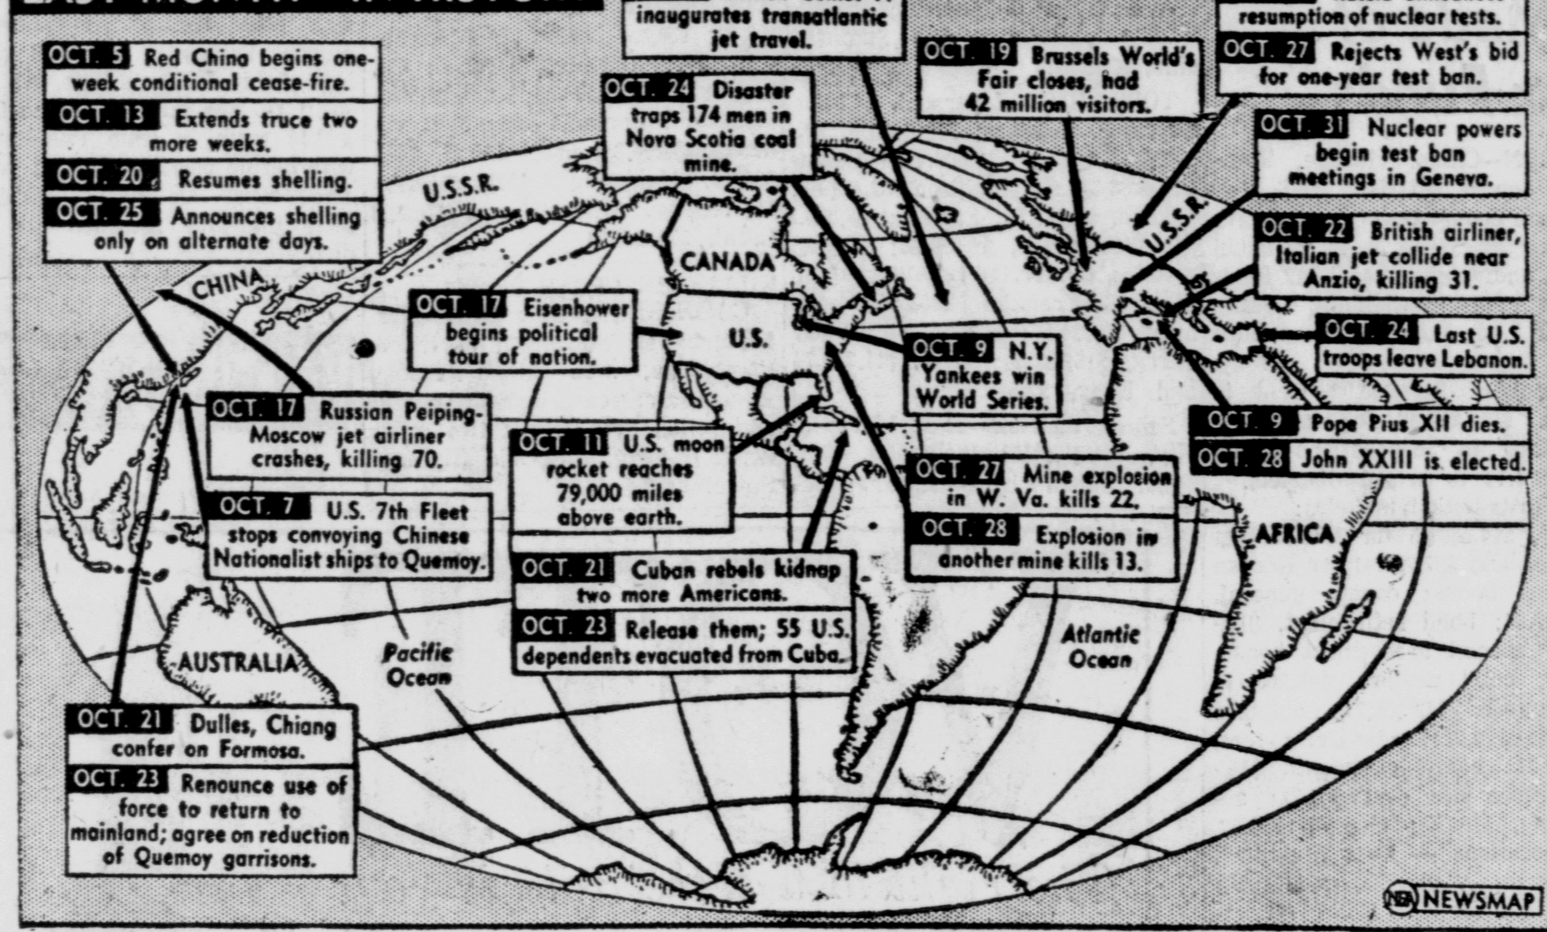 LAST MONTH
inaugurates transatlantic
jet travel.
resumption of nuclear tests.
OCT. 27 Rejects West's bid
for one-year test ban.
OCT. 5 Red China begins one-
week conditional cease-fire.
OCT. 13 Extends truce two
more weeks.
OCT. 20 Resumes shelling.
OCT. 25 Announces shelling
only on alternate days.
OCT. 24 Disaster
traps 174 men in
Nova Scotia coal
mine.
OCT. 19 Brussels World's
Fair closes, had
42 million visitors.
OCT. 31 Nuclear powers
begin test ban
meetings in Geneva.
U.S.S.R.
U.S.S.R.
OCT. 22 British airliner,
Italian jet collide near
Anzio, killing 31.
CHINA
CANADA
OCT. 17 Eisenhower
begins political
tour of nation.
U.S.
OCT. 9 N.Y.
Yankees win
World Series.
OCT. 24 Last U.S.
troops leave Lebanon.
OCT. 17 Russian Peiping-
Moscow jet airliner
crashes, killing 70.
OCT. 11 U.S. moon
rocket reaches
79,000 miles
above earth.
OCT. 9 Pope Pius XII dies.
OCT. 28 John XXIII is elected.
OCT. 7 U.S. 7th Fleet
stops convoying Chinese
Nationalist ships to Quemoy.
OCT. 27 Mine explosion
in W. Va. kills 22.
OCT. 28 Explosion in
another mine kills 13.
AFRICA
OCT. 21 Cuban rebels kidnap
two more Americans.
OCT. 23 Release them; 55 U.S.
dependents evacuated from Cuba.
AUSTRALIA
Pacific
Ocean
Atlantic
Ocean
OCT. 21 Dulles, Chiang
confer on Formosa.
OCT. 23 Renounce use of
force to return to
mainland; agree on reduction
of Quemoy garrisons.
NEA NEWSMAP